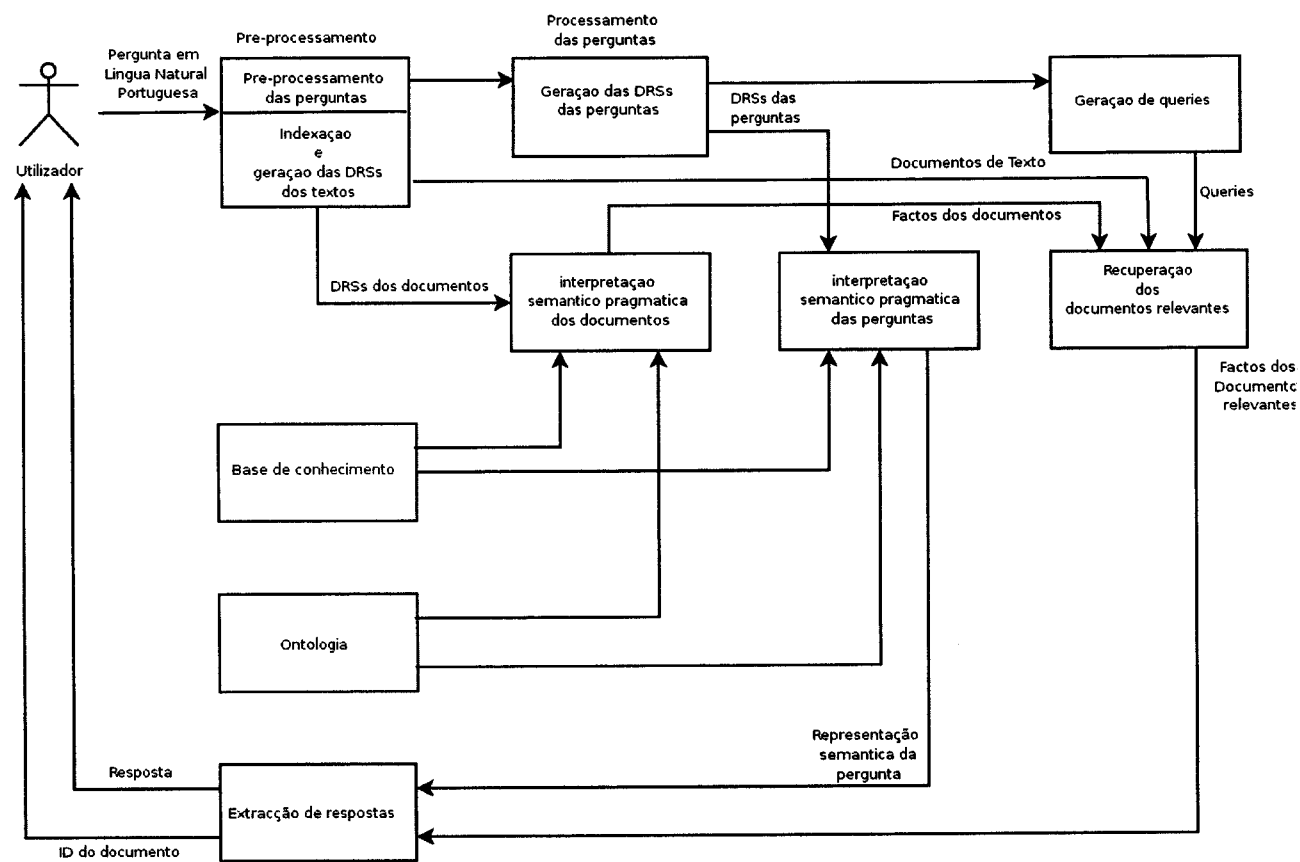 Processamento
das perguntas
Pre-processamento
Pergunta em
Lingua Natural
Portuguesa
Pre-processamento
das perguntas
Indexaçao
e
geraçao das DRSs
dos textos
Geraçao das DRSs
das perguntas
DRSs das
perguntas
Geraçao de queries
Utilizador
Documentos de Texto
Queries
Factos dos documentos
DRSs dos documentos
interpretaçao
semantico pragmatica
dos documentos
interpretaçao
semantico pragmatica
das perguntas
Recuperaçao
dos
documentos relevantes
Factos dos
Documento
relevantes
Base de conhecimento
Ontologia
Representação
semantica da
pergunta
Resposta
Extracção de respostas
ID do documento